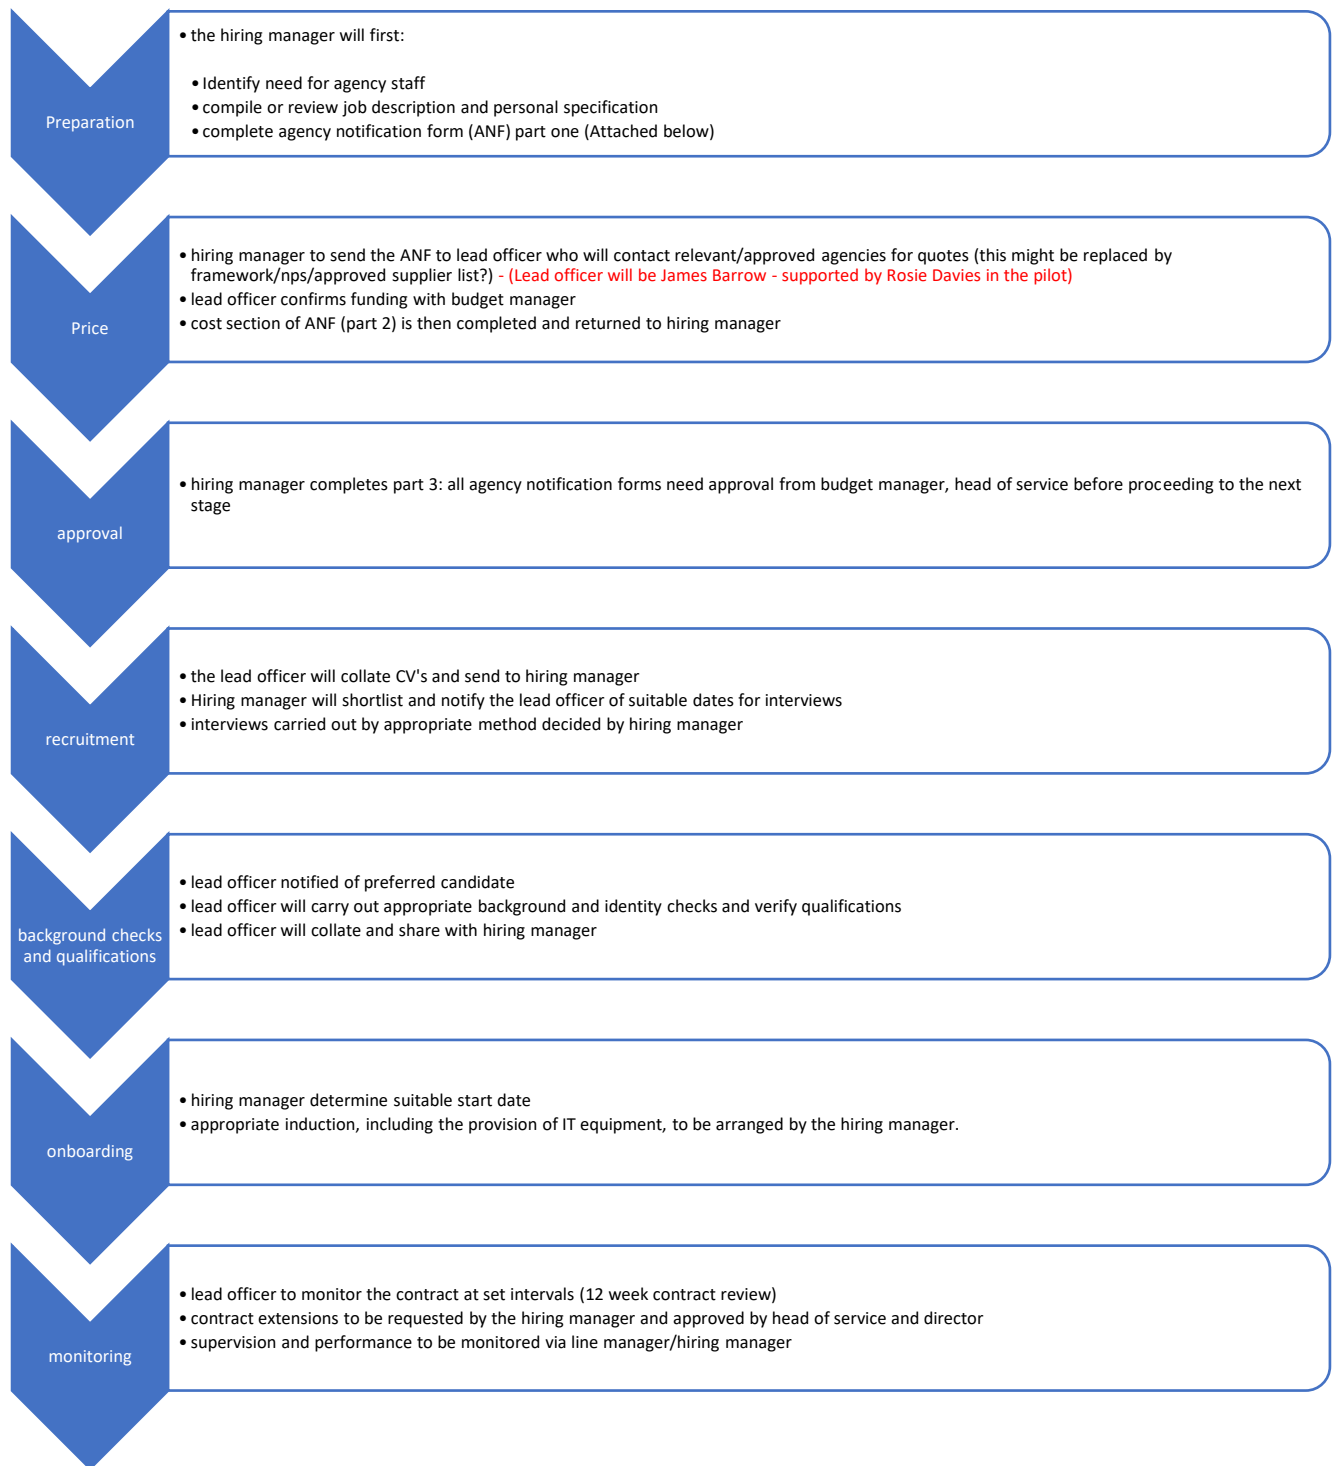 Preparation
• the hiring manager will first:
• Identify need for agency staff
• compile or review job description and personal specification
• complete agency notification form (ANF) part one (Attached below)
Price
• hiring manager to send the ANF to lead officer who will contact relevant/approved agencies for quotes (this might be replaced by
framework/nps/approved supplier list?) - (Lead officer will be James Barrow - supported by Rosie Davies in the pilot)
• lead officer confirms funding with budget manager
• cost section of ANF (part 2) is then completed and returned to hiring manager
approval
• hiring manager completes part 3: all agency notification forms need approval from budget manager, head of service before proceeding to the next
stage
recruitment
• the lead officer will collate CV's and send to hiring manager
• Hiring manager will shortlist and notify the lead officer of suitable dates for interviews
• interviews carried out by appropriate method decided by hiring manager
background checks
and qualifications
• lead officer notified of preferred candidate
• lead officer will carry out appropriate background and identity checks and verify qualifications
• lead officer will collate and share with hiring manager
onboarding
• hiring manager determine suitable start date
• appropriate induction, including the provision of IT equipment, to be arranged by the hiring manager.
monitoring
• lead officer to monitor the contract at set intervals (12 week contract review)
• contract extensions to be requested by the hiring manager and approved by head of service and director
• supervision and performance to be monitored via line manager/hiring manager